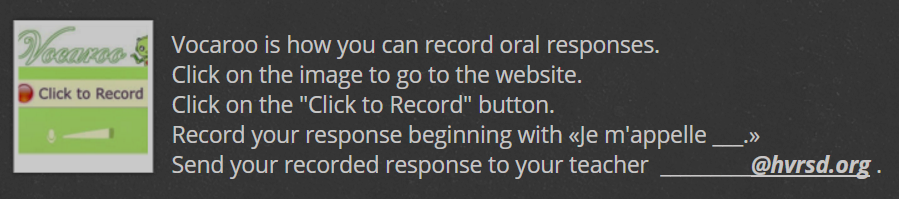 Vocaroo
Click to Record
Vocaroo is how you can record oral responses.
Click on the image to go to the website.
Click on the "Click to Record" button.
Record your response beginning with «Je m'appelle ___.»
Send your recorded response to your teacher _________@hvrsd.org .